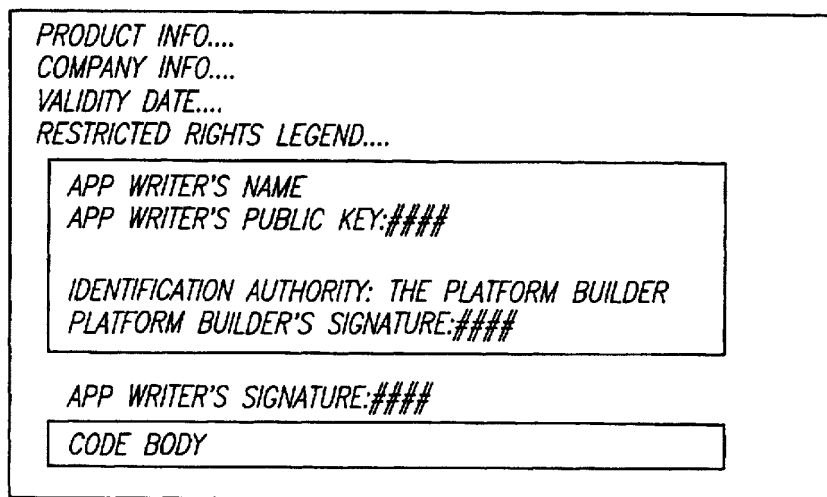 PRODUCT INFO....
COMPANY INFO....
VALIDITY DATE....
RESTRICTED RIGHTS LEGEND....
APP WRITER'S NAME
APP WRITER'S PUBLIC KEY:####
IDENTIFICATION AUTHORITY: THE PLATFORM BUILDER
PLATFORM BUILDER'S SIGNATURE:####
APP WRITER'S SIGNATURE:####
CODE BODY